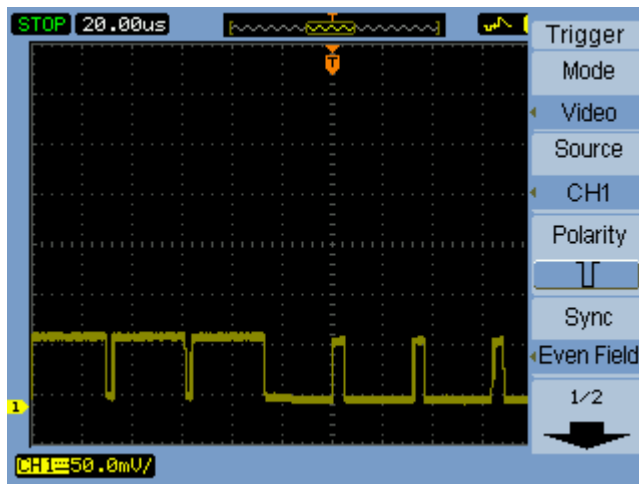 STOP 20.00us
T
Trigger
Mode
Video
Source
CH1
Polarity
Sync
Even Field
1/2
1
CH1 50.0mV/